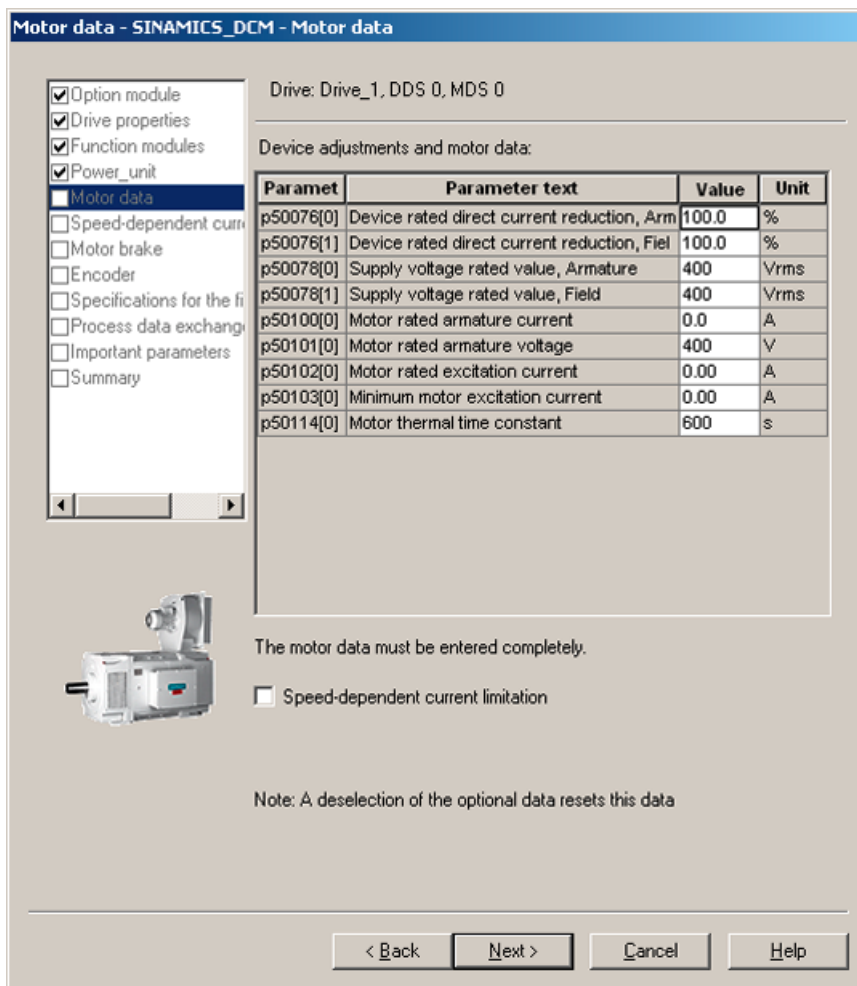 Motor data - SINAMICS_DCM - Motor data
Option module
Drive properties
Function modules
Power_unit
Motor data
Speed-dependent curr
Motor brake
Encoder
Specifications for the fi
Process data exchang
Important parameters
Summary
Drive: Drive_1, DDS 0, MDS 0
Device adjustments and motor data:
Paramet Parameter text Value Unit
p50076[0] Device rated direct current reduction, Arm 100.0 %
p50076[1] Device rated direct current reduction, Fiel 100.0 %
p50078[0] Supply voltage rated value, Armature 400 Vrms
p50078[1] Supply voltage rated value, Field 400 Vrms
p50100[0] Motor rated armature current 0.0 A
p50101[0] Motor rated armature voltage 400 V
p50102[0] Motor rated excitation current 0.00 A
p50103[0] Minimum motor excitation current 0.00 A
p50114[0] Motor thermal time constant 600 s
The motor data must be entered completely.
Speed-dependent current limitation
Note: A deselection of the optional data resets this data
< Back Next > Cancel Help